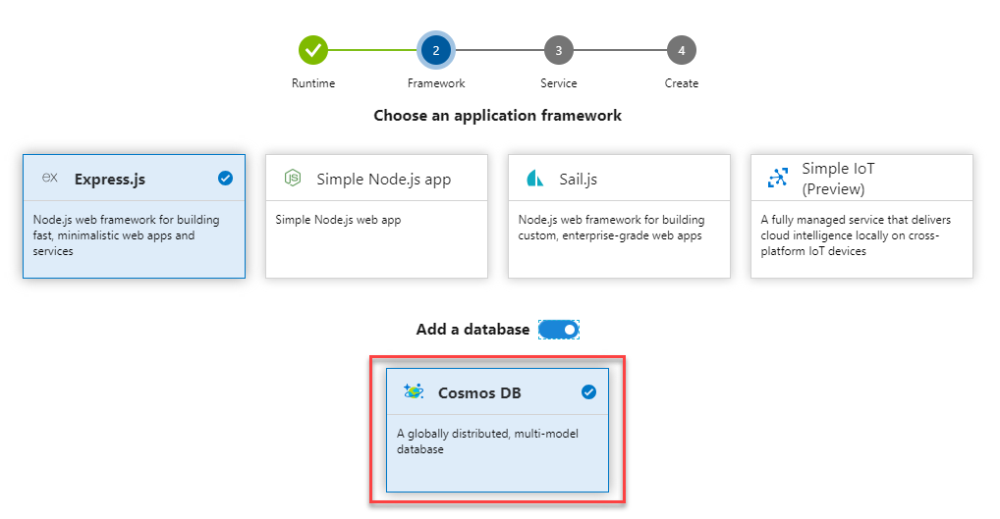 2
3
4
Runtime
Framework
Service
Create
Choose an application framework
ex
Express.js
Node.js web framework for building
fast, minimalistic web apps and
services
JS
Simple Node.js app
Simple Node.js web app
Sail.js
Node.js web framework for building
custom, enterprise-grade web apps
Simple IoT
(Preview)
A fully managed service that delivers
cloud intelligence locally on cross-
platform IoT devices
Add a database
Cosmos DB
A globally distributed, multi-model
database